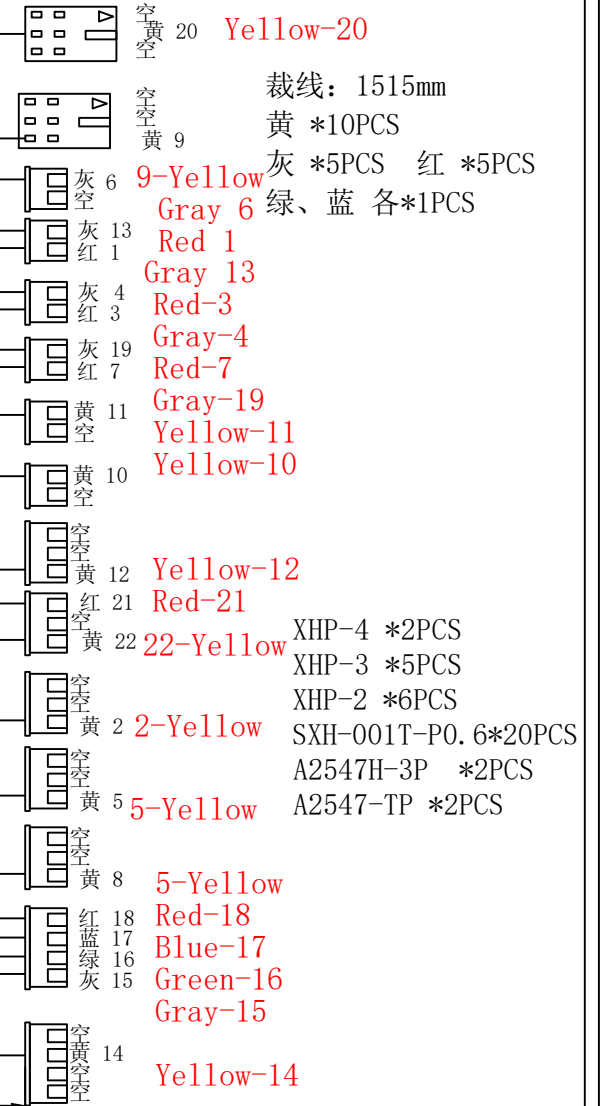 空
黄 20 Yellow-20
空
空
空
黄 9
裁线: 1515mm
黄 *10PCS
灰 *5PCS 红 *5PCS
绿、蓝 各*1PCS
灰 6 9-Yellow
空
Gray 6
灰 13
红 1
Red 1
Gray 13
灰 4
红 3
Red-3
Gray-4
灰 19
红 7
Red-7
Gray-19
黄 11
空
Yellow-11
黄 10
空
Yellow-10
空
空
黄 12 Yellow-12
红 21 Red-21
空
黄 22 22-Yellow
XHP-4 *2PCS
XHP-3 *5PCS
XHP-2 *6PCS
SXH-001T-P0.6*20PCS
A2547H-3P *2PCS
A2547-TP *2PCS
空
空
黄 2 2-Yellow
空
空
黄 5 5-Yellow
空
空
黄 8 5-Yellow
红 18 Red-18
蓝 17 Blue-17
绿 16 Green-16
灰 15 Gray-15
空
黄 14 Yellow-14
空
空